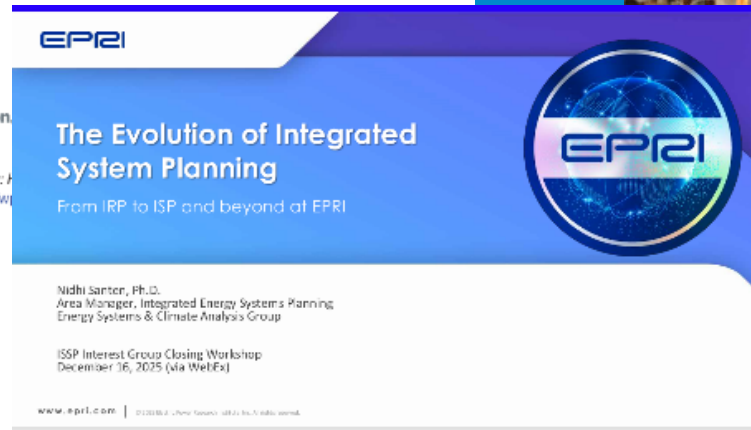 EPRI
The Evolution of Integrated
System Planning
EPRI
From IRP to ISP and beyond at EPRI
Nidhi Santen, Ph.D.
Area Manager, Integrated Energy Systems Planning
Energy Systems & Climate Analysis Group
ISSP Interest Group Closing Workshop
December 16, 2025 (via WebEx)
www.epri.com